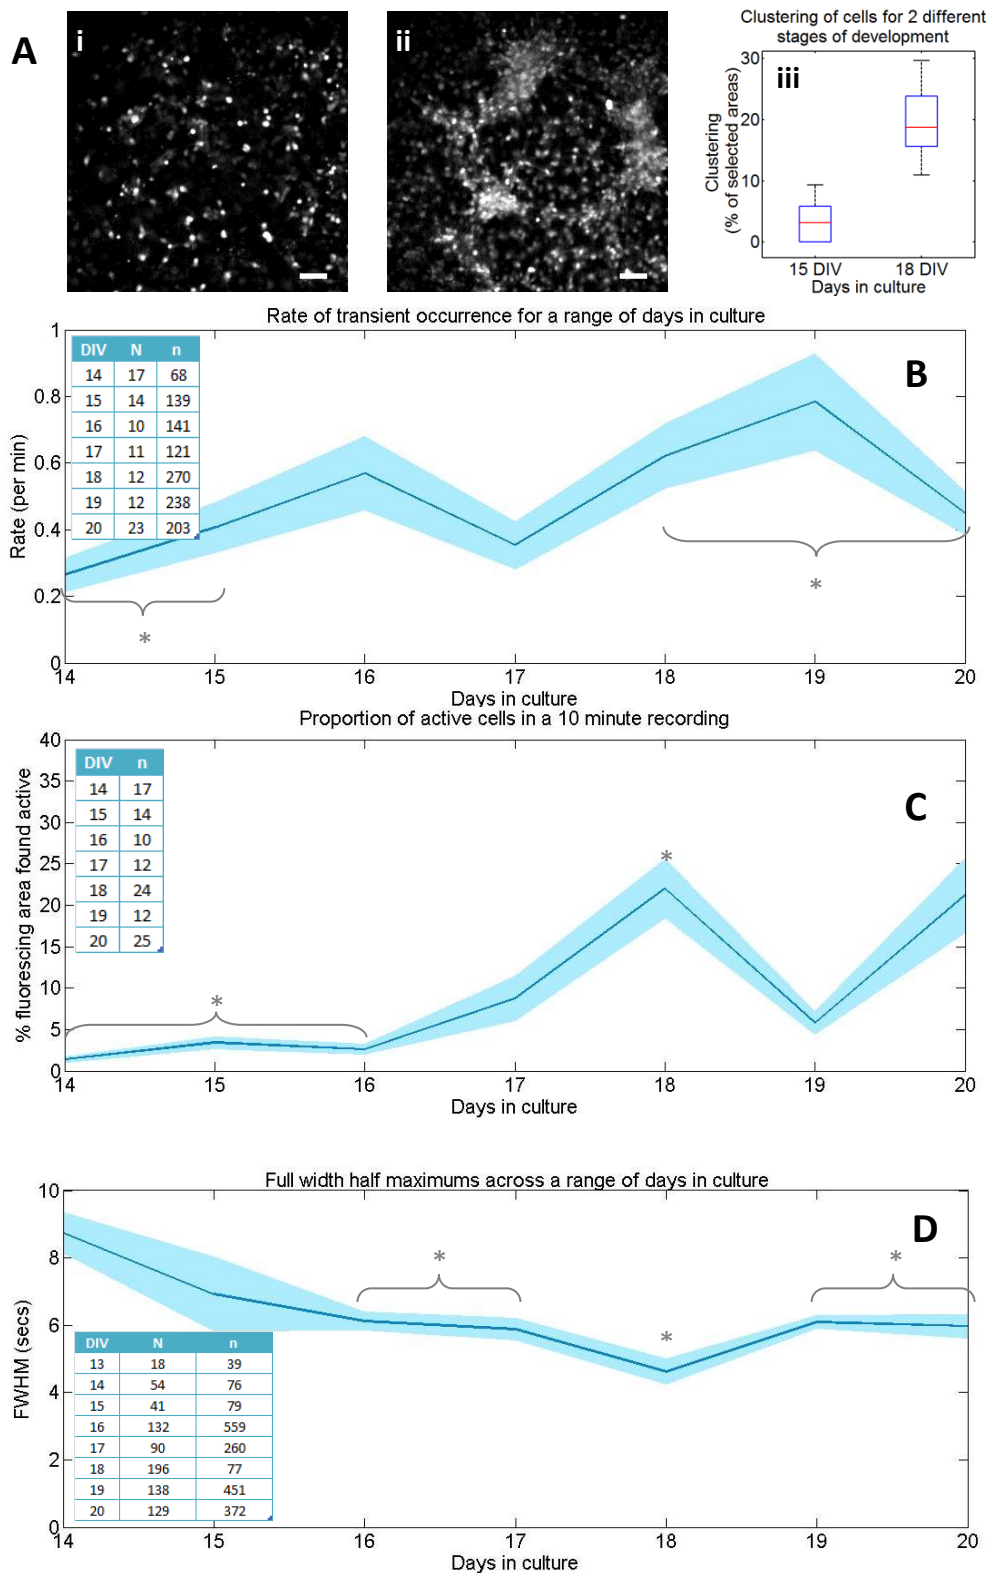 A
i
ii
Clustering of cells for 2 different
stages of development
iii
Clustering
(% of selected areas)
30
20
10
0
15 DIV
18 DIV
Days in culture
Rate of transient occurrence for a range of days in culture
B
Rate (per min)
1
0.8
0.6
0.4
0.2
0
DIV N n
14 17 68
15 14 139
16 10 141
17 11 121
18 12 270
19 12 238
20 23 203
*
*
14 15 16 17 18 19 20
Days in culture
Proportion of active cells in a 10 minute recording
C
% fluorescing area found active
40
35
30
25
20
15
10
5
0
DIV n
14 17
15 14
16 10
17 12
18 24
19 12
20 25
*
*
14 15 16 17 18 19 20
Days in culture
Full width half maximums across a range of days in culture
D
FWHM (secs)
10
8
6
4
2
0
*
*
*
DIV N n
13 18 39
14 54 76
15 41 79
16 132 559
17 90 260
18 196 77
19 138 451
20 129 372
14 15 16 17 18 19 20
Days in culture